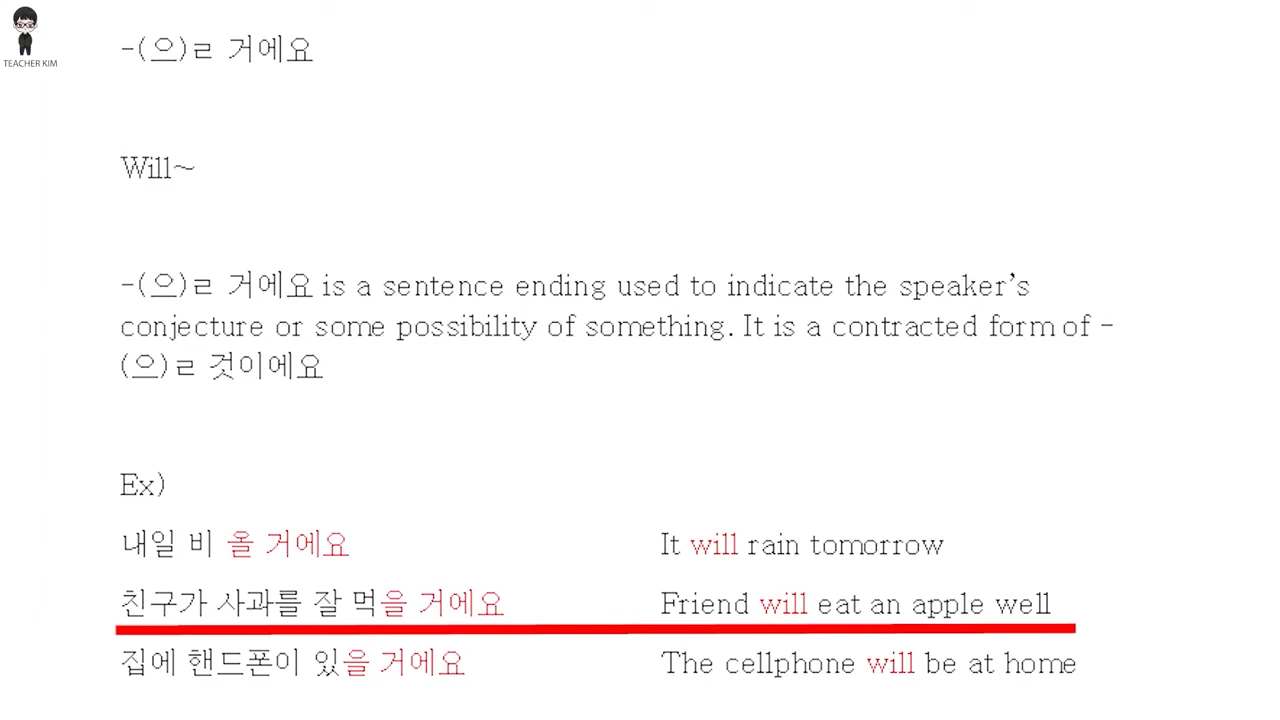 TEACHER KIM
-(으)ㄹ 거에요
Will~
-(으)ㄹ 거에요 is a sentence ending used to indicate the speaker’s
conjecture or some possibility of something. It is a contracted form of -
(으)ㄹ 것이에요
Ex)
내일 비 올 거에요 It will rain tomorrow
친구가 사과를 잘 먹을 거에요 Friend will eat an apple well
집에 핸드폰이 있을 거에요 The cellphone will be at home